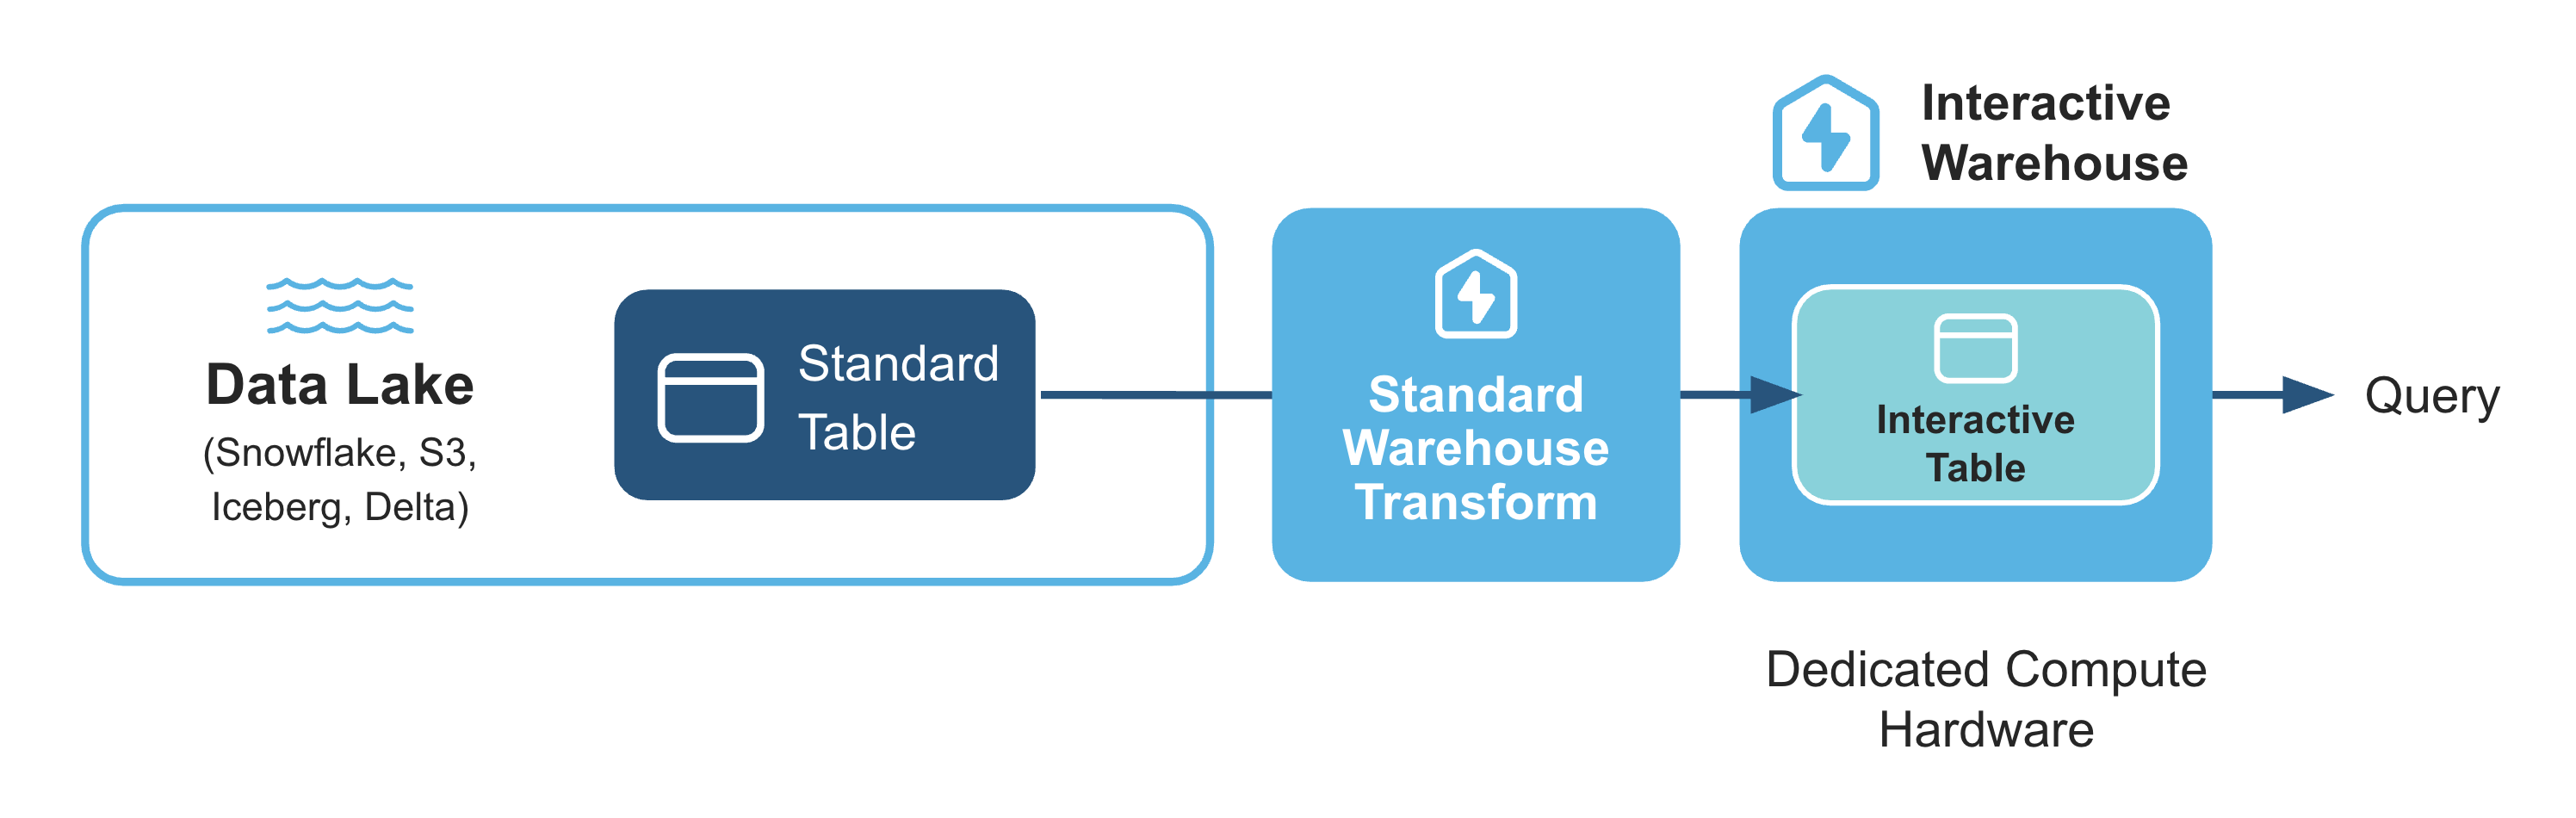 Interactive
Warehouse
Data Lake
(Snowflake, S3,
Iceberg, Delta)
Standard
Table
Standard
Warehouse
Transform
Interactive
Table
Query
Dedicated Compute
Hardware